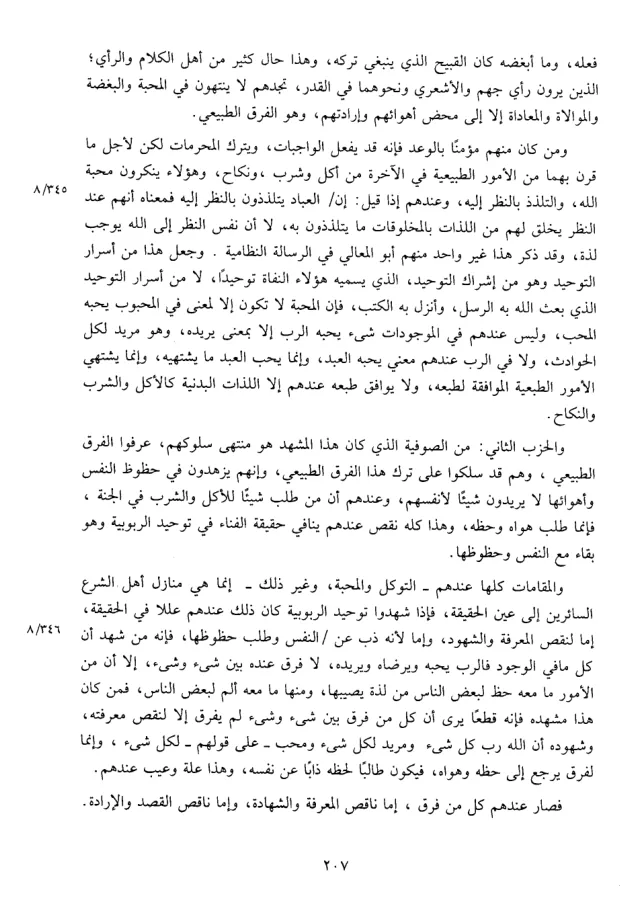 فعله، وما أبغضه كان القبيح الذي ينبغي تركه، وهذا حال كثير من أهل الكلام والرأي؛
الذين يرون رأي جهم والأشعري ونحوهما في القدر، تجدهم لا ينتهون في المحبة والبغضة
والموالاة والمعاداة إلا إلى محض أهوائهم وإرادتهم، وهو الفرق الطبيعي.
ومن كان منهم مؤمنًا بالوعد فإنه قد يفعل الواجبات، ويترك المحرمات لكن لأجل ما
قرن بهما من الأمور الطبيعية في الآخرة من أكل وشرب ،ونكاح، وهؤلاء ينكرون محبة
٨/٣٤٥
الله، والتلذذ بالنظر إليه، وعندهم إذا قيل: إن/ العباد يتلذذون بالنظر إليه فمعناه أنهم عند
النظر يخلق لهم من اللذات بالمخلوقات ما يتلذذون به، لا أن نفس النظر إلى الله يوجب
لذة، وقد ذكر هذا غير واحد منهم أبو المعالي في الرسالة النظامية . وجعل هذا من أسرار
التوحيد وهو من إشراك التوحيد، الذي يسميه هؤلاء النفاة توحيدًا، لا من أسرار التوحيد
الذي بعث الله به الرسل، وأنزل به الكتب، فإن المحبة لا تكون إلا لمعنى في المحبوب يحبه
المحب، وليس عندهم في الموجودات شىء يحبه الرب إلا بمعنى يريده، وهو مريد لكل
الحوادث، ولا في الرب عندهم معني يحبه العبد، وإنما يحب العبد ما يشتهيه، وإنما يشتهي
الأمور الطبعية الموافقة لطبعه، ولا يوافق طبعه عندهم إلا اللذات البدنية كالأكل والشرب
والنكاح.
والحزب الثاني: من الصوفية الذي كان هذا المشهد هو منتهى سلوكهم، عرفوا الفرق
الطبيعي ، وهم قد سلكوا على ترك هذا الفرق الطبيعي، وإنهم يزهدون في حظوظ النفس
وأهوائها لا يريدون شيئًا لأنفسهم، وعندهم أن من طلب شيئًا للأكل والشرب في الجنة ،
فإنما طلب هواه وحظه، وهذا كله نقص عندهم ينافي حقيقة الفناء في توحيد الربوبية وهو
بقاء مع النفس وحظوظها.
والمقامات كلها عندهم ـ التوكل والمحبة، وغير ذلك ـ إنما هي منازل أهل الشرع
السائرين إلى عين الحقيقة، فإذا شهدوا توحيد الربوبية كان ذلك عندهم عللا في الحقيقة،
٨/٣٤٦
إما لنقص المعرفة والشهود، وإما لأنه ذب عن /النفس وطلب حظوظها، فإنه من شهد أن
كل مافي الوجود فالرب يحبه ويرضاه ويريده، لا فرق عنده بين شىء وشىء، إلا أن من
الأمور ما معه حظ لبعض الناس من لذة يصيبها، ومنها ما معه ألم لبعض الناس، فمن كان
هذا مشهده فإنه قطعًا يرى أن كل من فرق بين شىء وشىء لم يفرق إلا لنقص معرفته،
وشهوده أن الله رب كل شىء ومريد لكل شىء ومحب ـ على قولهم ـ لكل شىء ، وإنما
لفرق يرجع إلى حظه وهواه، فيكون طالبًا لحظه ذابًا عن نفسه، وهذا علة وعيب عندهم.
فصار عندهم كل من فرق ، إما ناقص المعرفة والشهادة، وإما ناقص القصد والإرادة.
٢٠٧